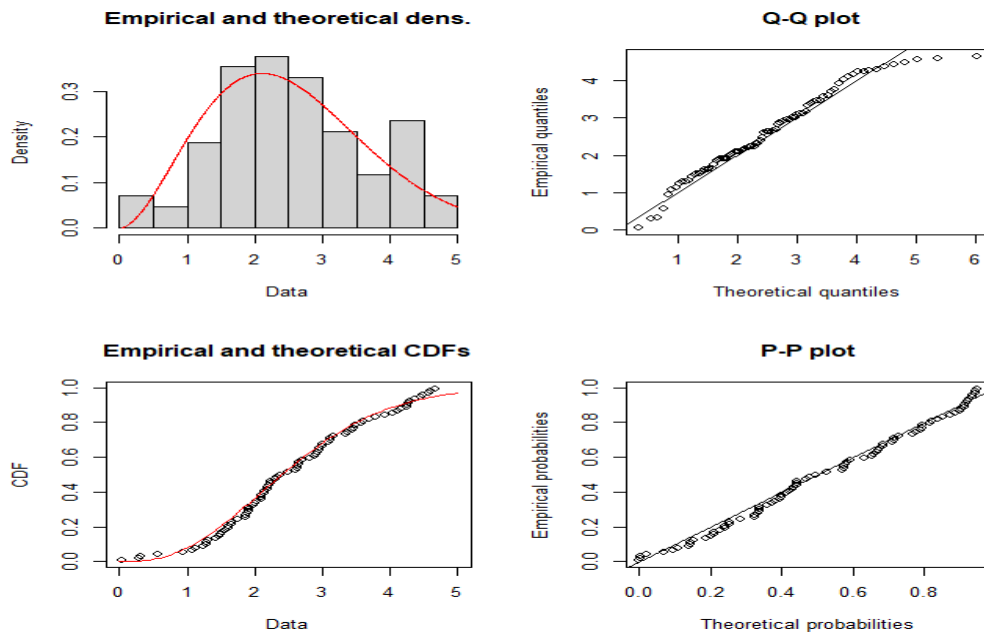 Empirical and theoretical dens.
Density
0.0 0.1 0.2 0.3
0 1 2 3 4 5
Data
Q-Q plot
Empirical quantiles
0 1 2 3 4
1 2 3 4 5 6
Theoretical quantiles
Empirical and theoretical CDFs
CDF
0.0 0.2 0.4 0.6 0.8 1.0
0 1 2 3 4 5
Data
P-P plot
Empirical probabilities
0.0 0.2 0.4 0.6 0.8 1.0
0.0 0.2 0.4 0.6 0.8
Theoretical probabilities